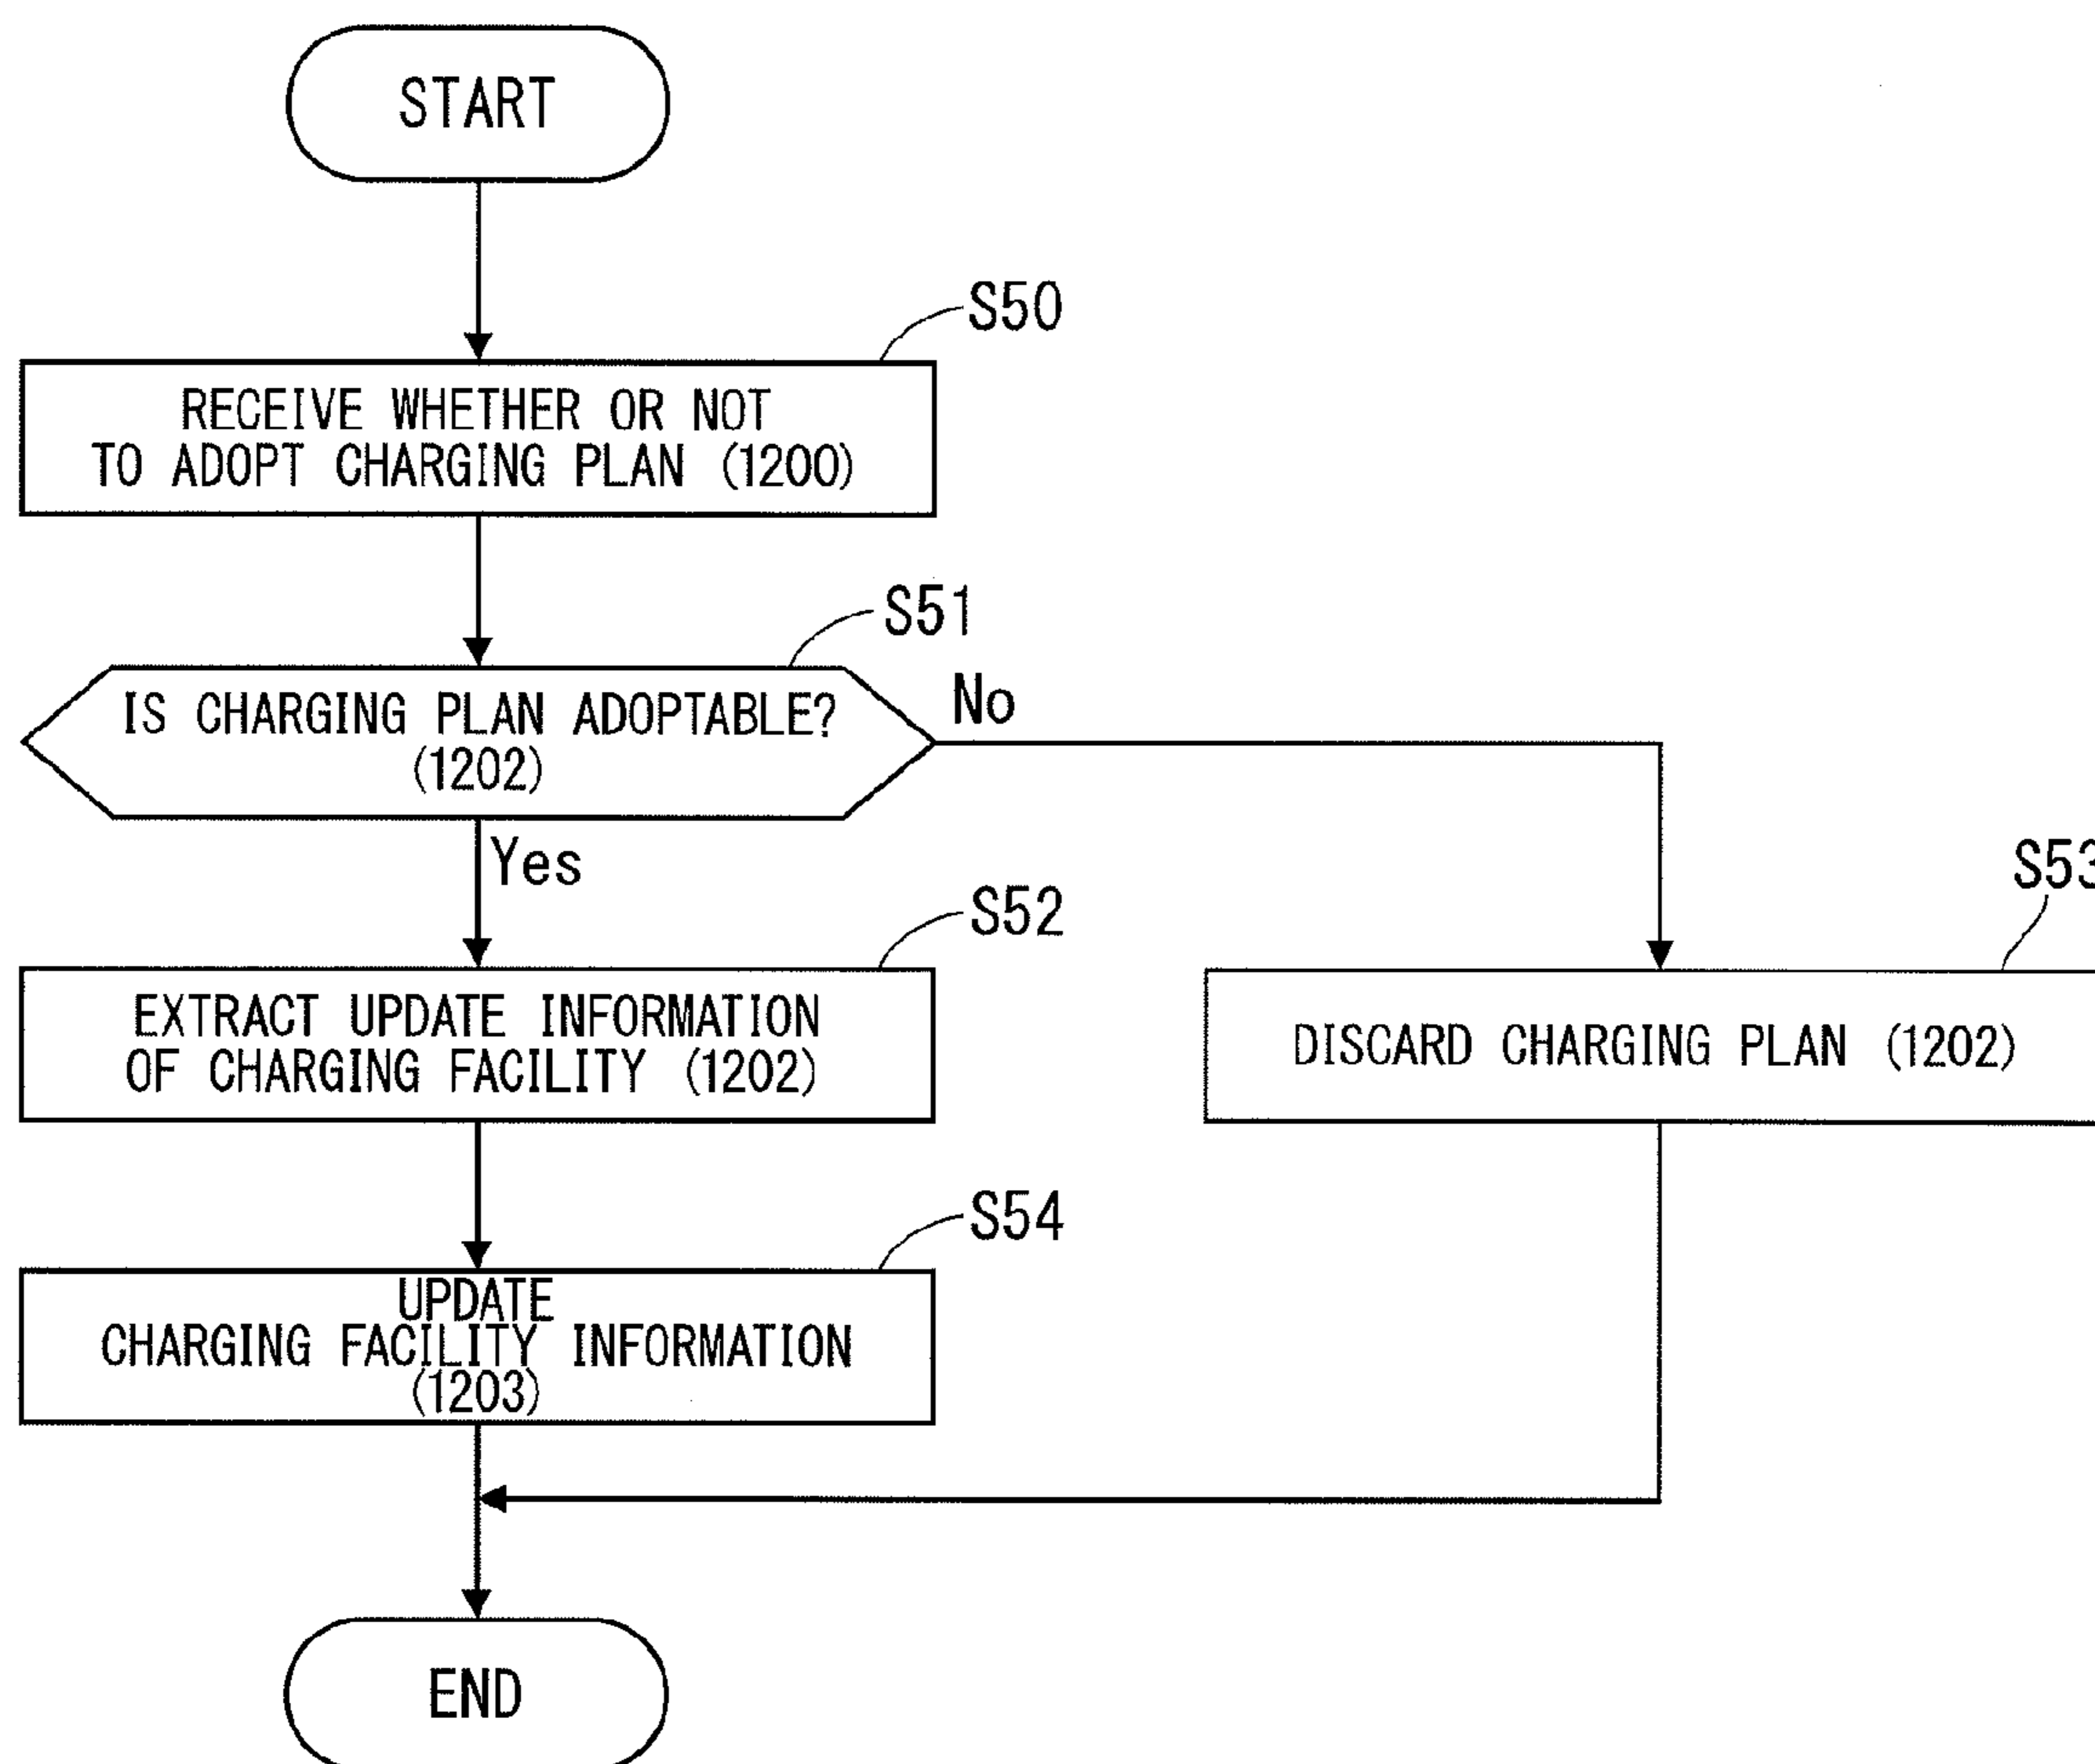 START
S50
RECEIVE WHETHER OR NOT
TO ADOPT CHARGING PLAN (1200)
S51
IS CHARGING PLAN ADOPTABLE?
(1202)
No
Yes
S52
EXTRACT UPDATE INFORMATION
OF CHARGING FACILITY (1202)
S53
DISCARD CHARGING PLAN (1202)
S54
UPDATE
CHARGING FACILITY INFORMATION
(1203)
END